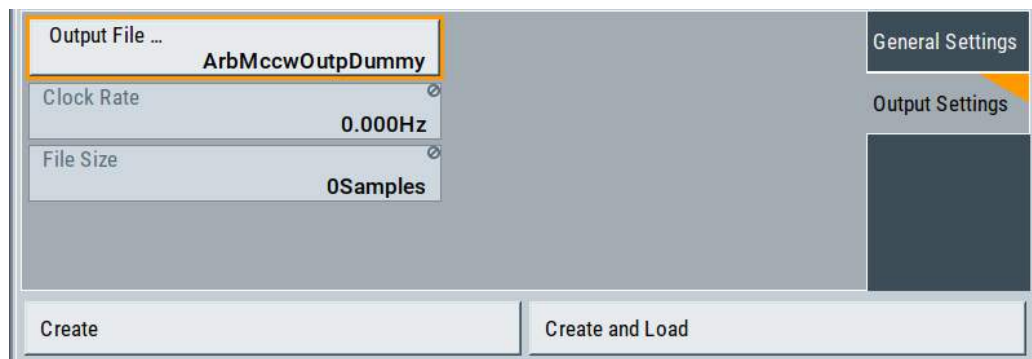 Output File ...
ArbMccwOutpDummy
Clock Rate
0.000Hz
File Size
0Samples
General Settings
Output Settings
Create
Create and Load